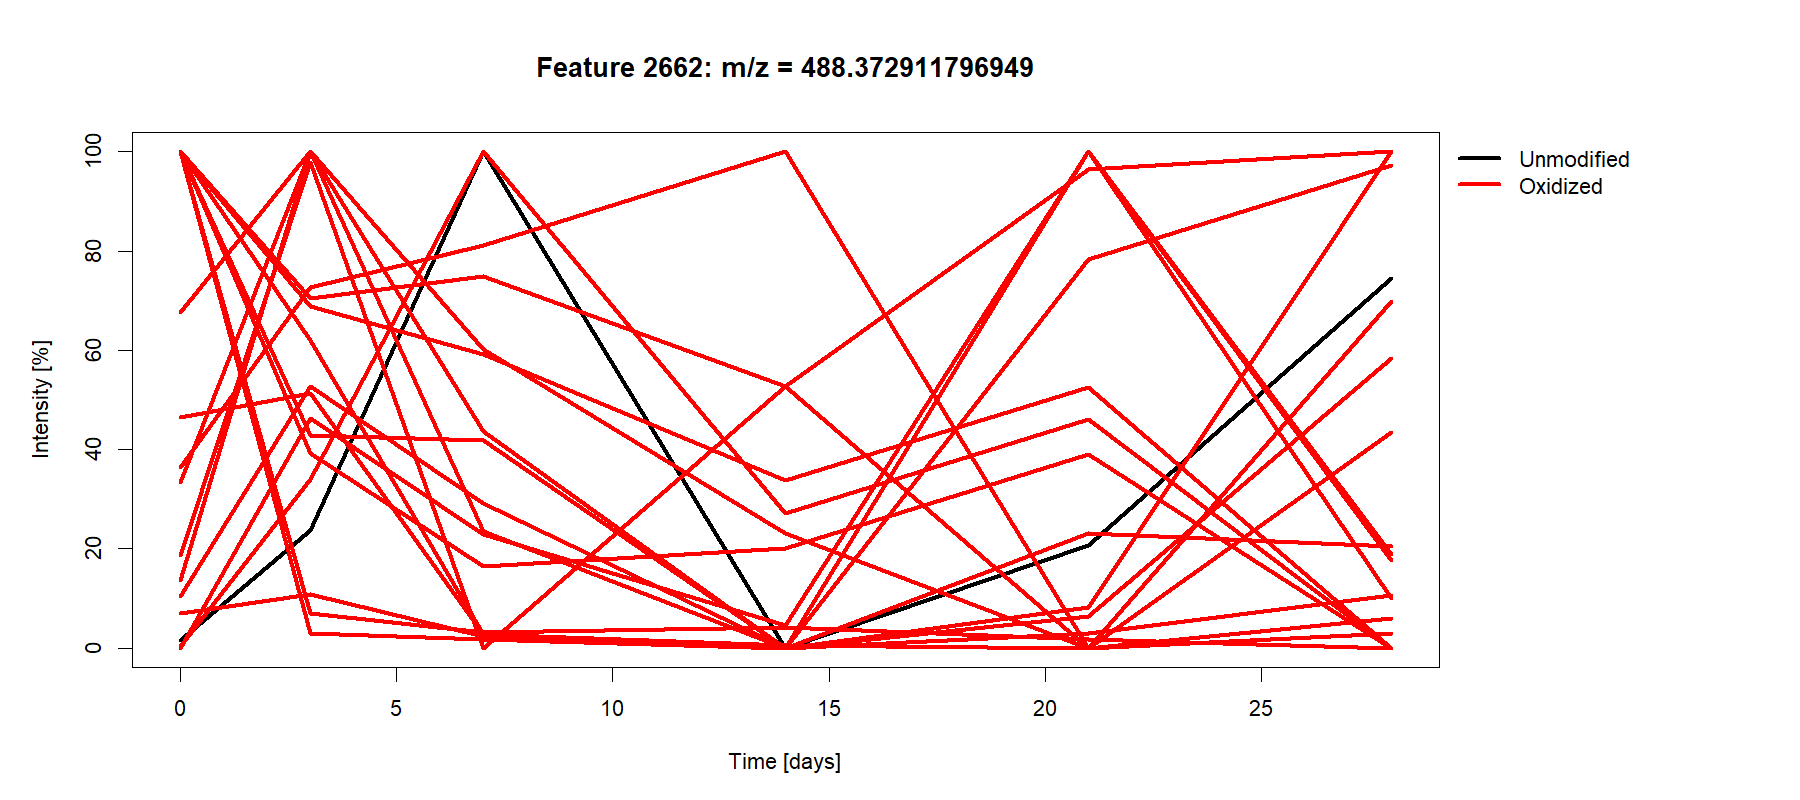 Feature 2662: m/z = 488.372911796949
Unmodified
Oxidized
Intensity [%]
100
80
60
40
20
0
0 5 10 15 20 25
Time [days]